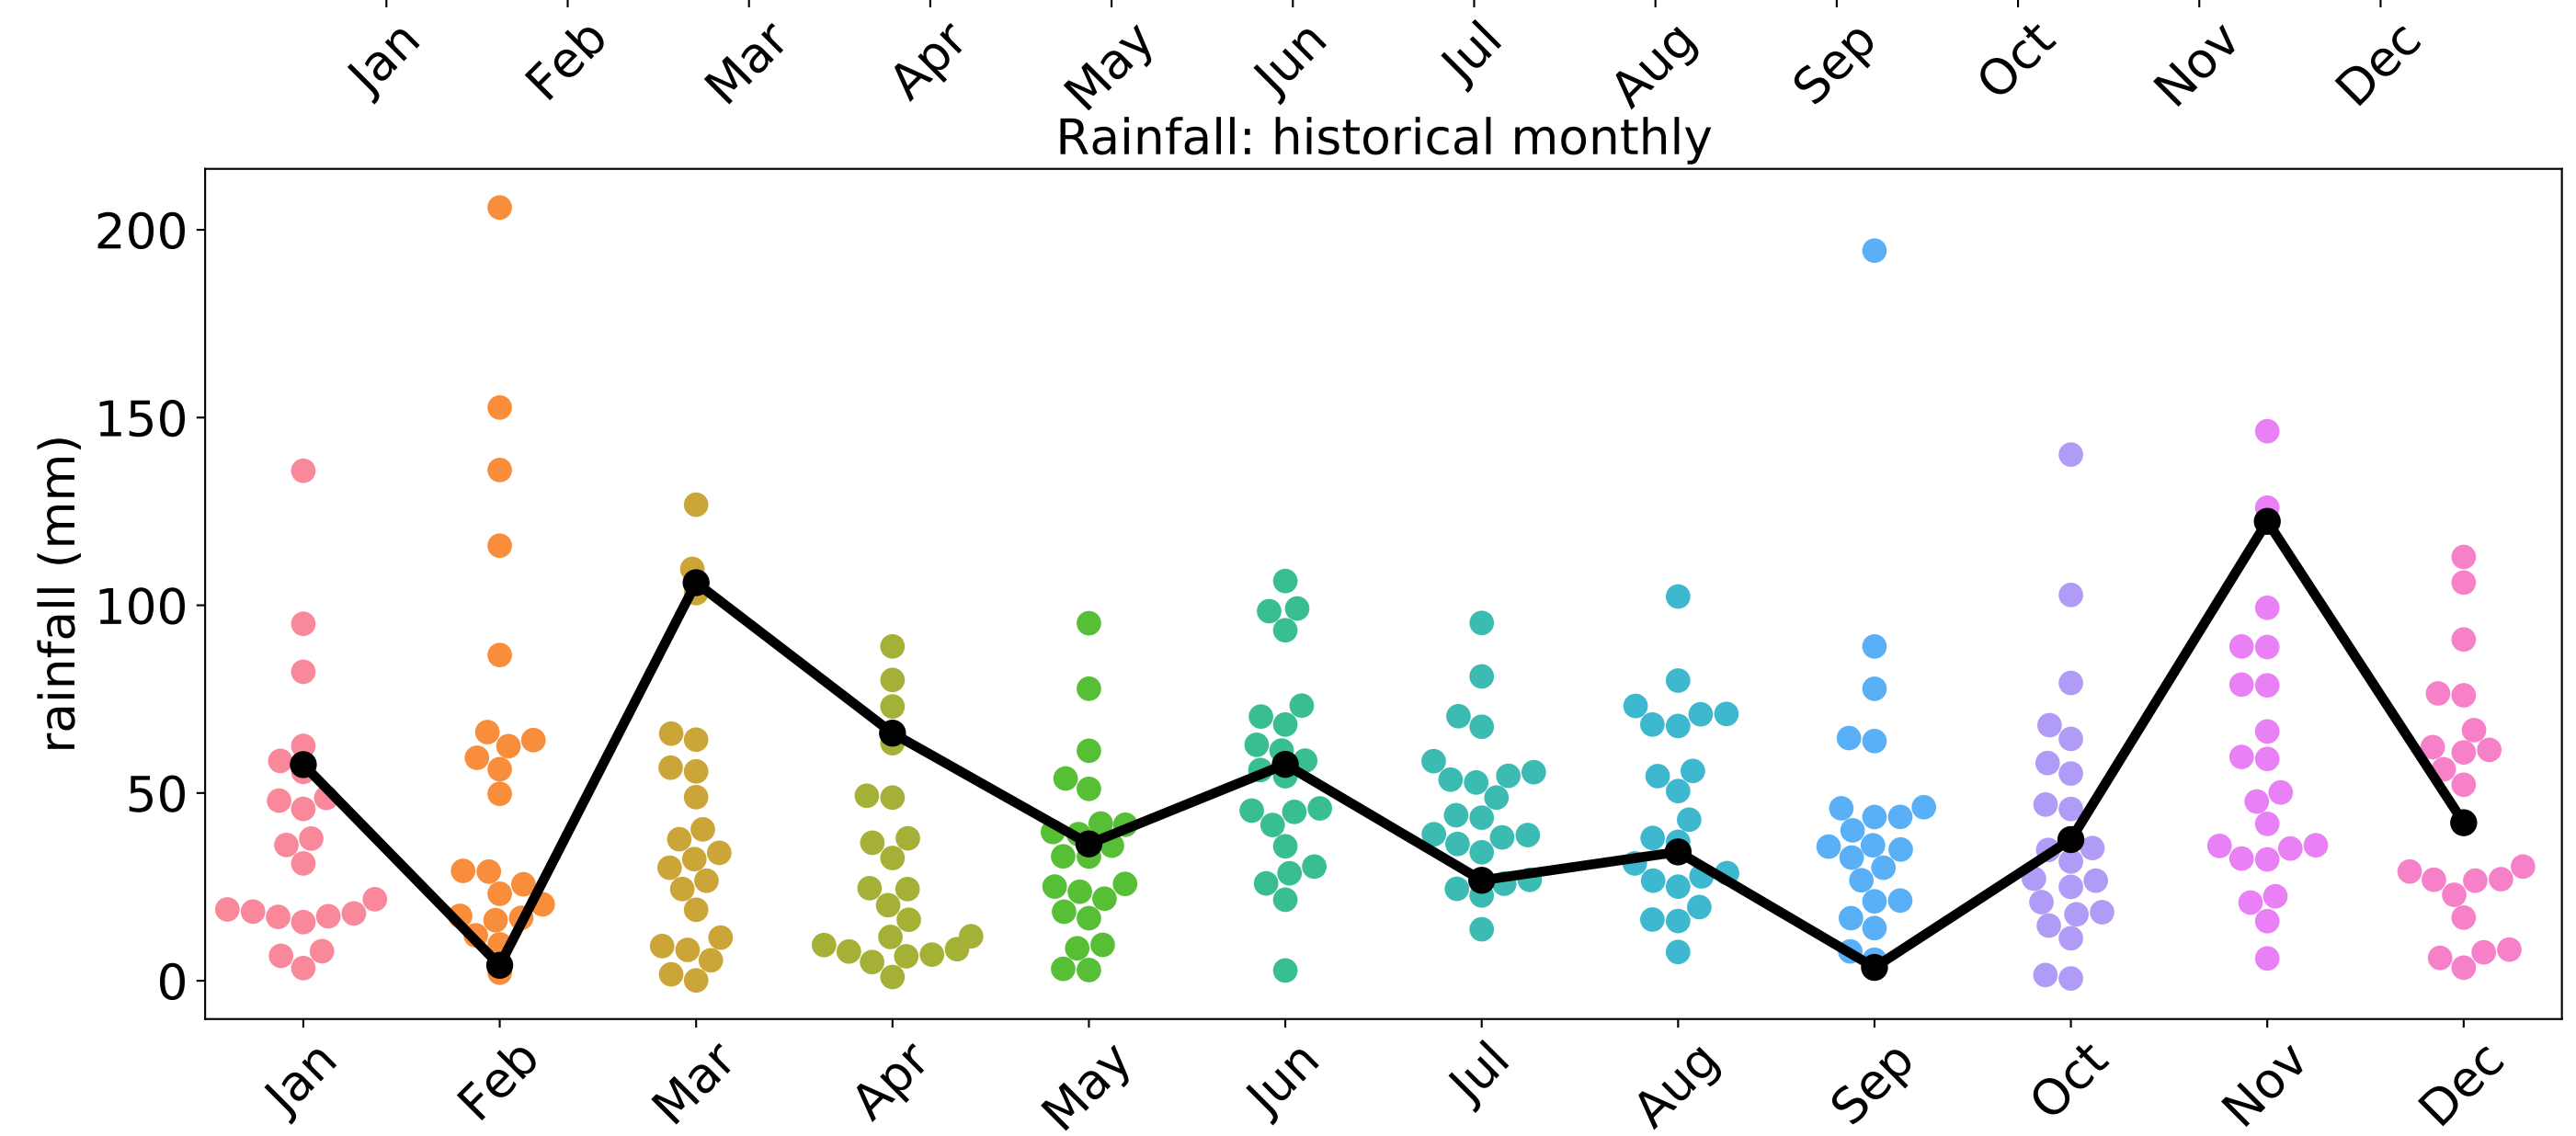 Jan Feb Mar Apr May Jun Jul Aug Sep Oct Nov Dec
Rainfall: historical monthly
rainfall (mm)
200
150
100
50
0
Jan Feb Mar Apr May Jun Jul Aug Sep Oct Nov Dec